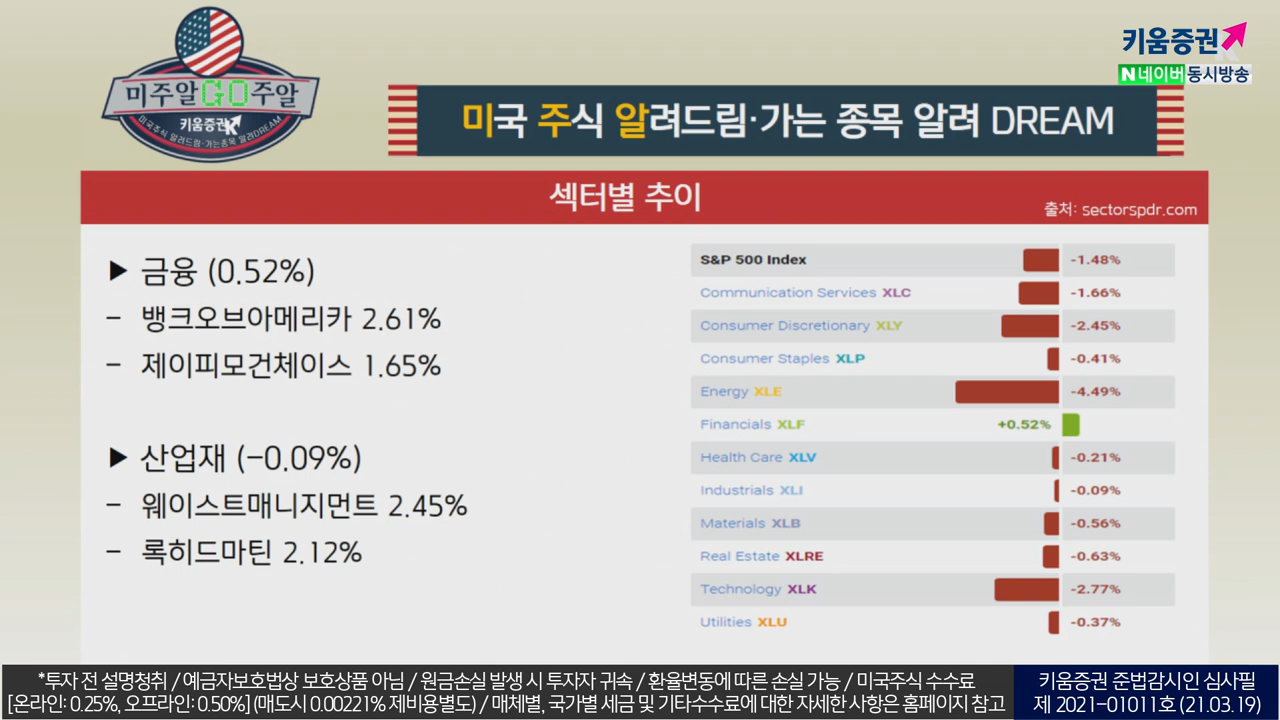 미주알GO주알
키움증권
미국주식 알려드림·가는종목 알려DREAM
키움증권
N 네이버 동시방송
미국 주식 알려드림·가는 종목 알려 DREAM
섹터별 추이
출처: sectorspdr.com
▶ 금융 (0.52%)
- 뱅크오브아메리카 2.61%
- 제이피모건체이스 1.65%
▶ 산업재 (-0.09%)
- 웨이스트매니지먼트 2.45%
- 록히드마틴 2.12%
S&P 500 Index -1.48%
Communication Services XLC -1.66%
Consumer Discretionary XLY -2.45%
Consumer Staples XLP -0.41%
Energy XLE -4.49%
Financials XLF +0.52%
Health Care XLV -0.21%
Industrials XLI -0.09%
Materials XLB -0.56%
Real Estate XLRE -0.63%
Technology XLK -2.77%
Utilities XLU -0.37%
*투자 전 설명청취 / 예금자보호법상 보호상품 아님 / 원금손실 발생 시 투자자 귀속 / 환율변동에 따른 손실 가능 / 미국주식 수수료
[온라인: 0.25%, 오프라인: 0.50%] (매도시 0.00221% 제비용별도) / 매체별, 국가별 세금 및 기타수수료에 대한 자세한 사항은 홈페이지 참고
키움증권 준법감시인 심사필
제 2021-01011호 (21.03.19)